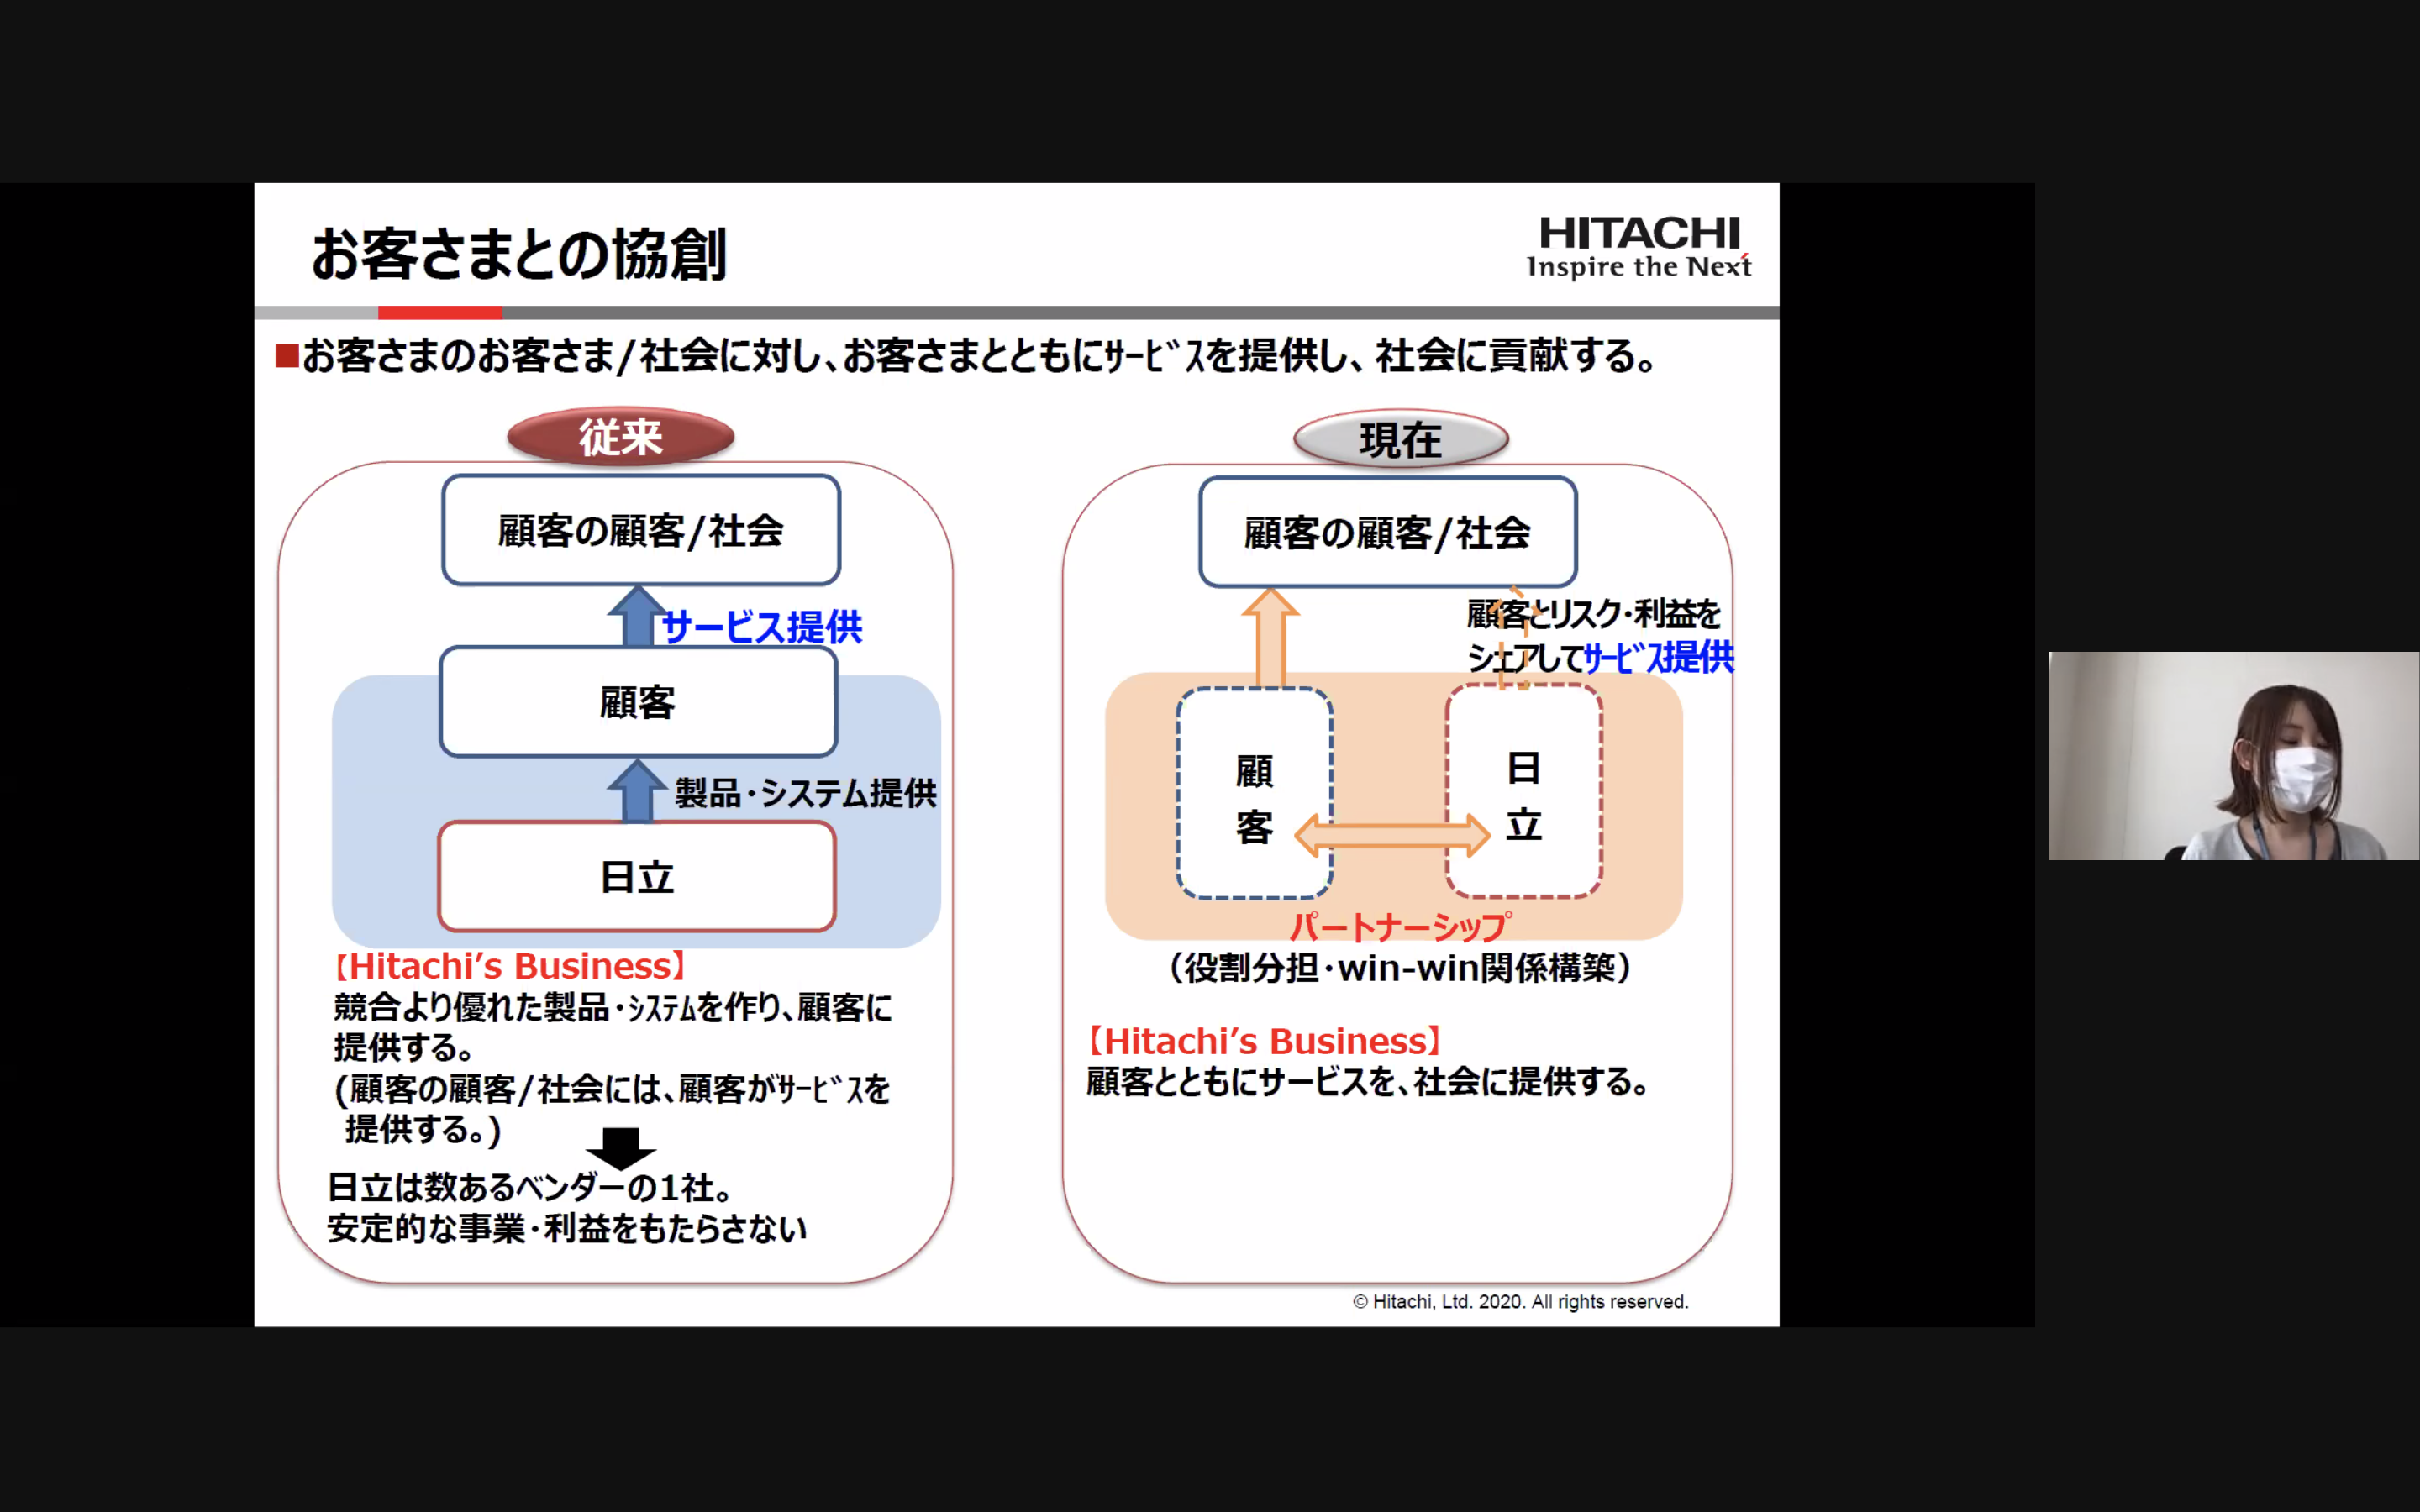 お客さまとの協創
HITACHI
Inspire the Next
■お客さまのお客さま/社会に対し、お客さまとともにｻｰﾋﾞｽを提供し、社会に貢献する。
従来
顧客の顧客/社会
サービス提供
顧客
製品・システム提供
日立
【Hitachi's Business】
競合より優れた製品・ｼｽﾃﾑを作り、顧客に
提供する。
(顧客の顧客/社会には、顧客がｻｰﾋﾞｽを
提供する。)
日立は数あるベンダーの1社。
安定的な事業・利益をもたらさない
現在
顧客の顧客/社会
顧客とリスク・利益を
シェアしてｻｰﾋﾞｽ提供
顧客
日立
パートナーシップ
（役割分担・win-win関係構築）
【Hitachi's Business】
顧客とともにサービスを、社会に提供する。
© Hitachi, Ltd. 2020. All rights reserved.